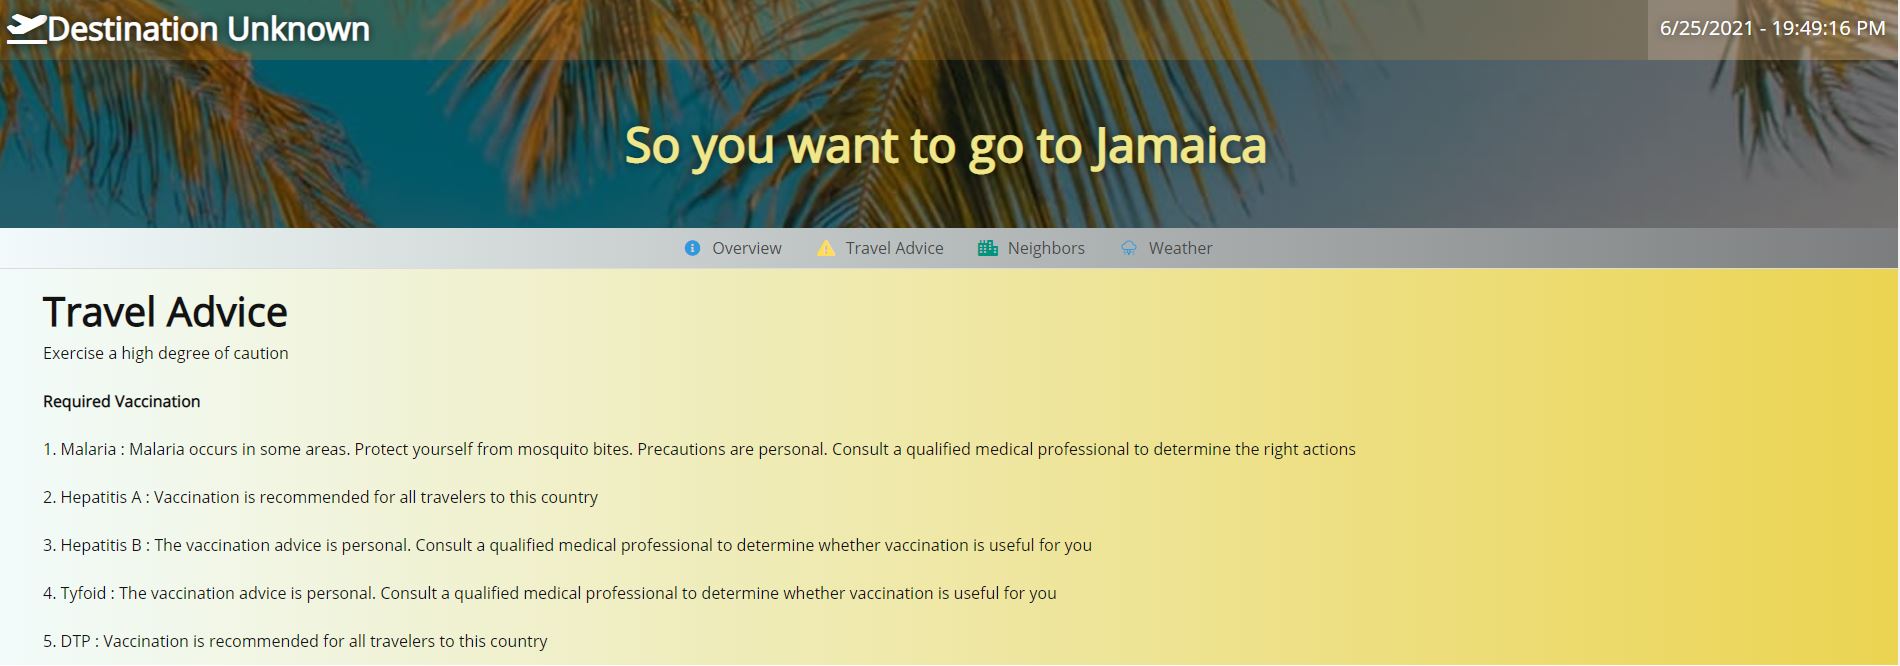 Destination Unknown
6/25/2021 - 19:49:16 PM
So you want to go to Jamaica
Overview Travel Advice Neighbors Weather
Travel Advice
Exercise a high degree of caution
Required Vaccination
1. Malaria : Malaria occurs in some areas. Protect yourself from mosquito bites. Precautions are personal. Consult a qualified medical professional to determine the right actions
2. Hepatitis A : Vaccination is recommended for all travelers to this country
3. Hepatitis B : The vaccination advice is personal. Consult a qualified medical professional to determine whether vaccination is useful for you
4. Tyfoid : The vaccination advice is personal. Consult a qualified medical professional to determine whether vaccination is useful for you
5. DTP : Vaccination is recommended for all travelers to this country